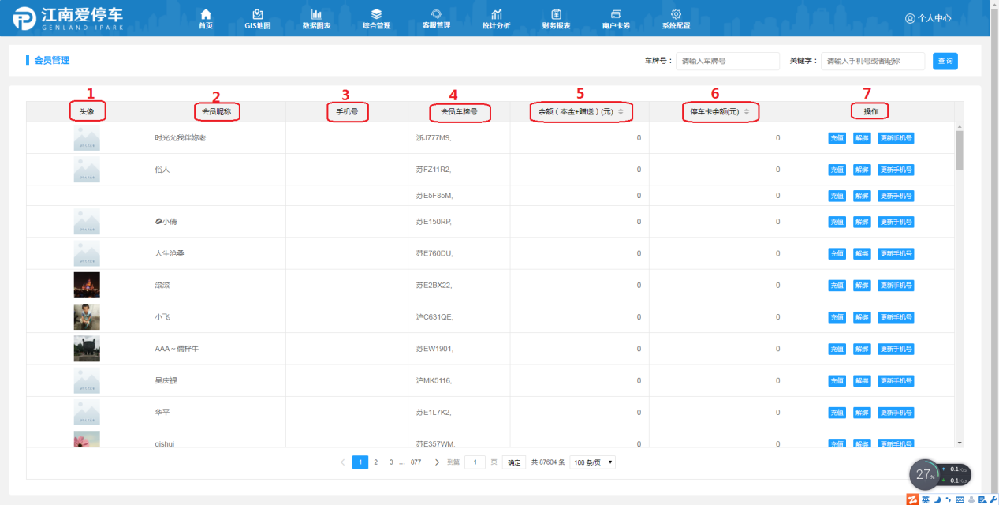 江南爱停车
GENLAND IPARK
首页 GIS地图 数据图表 综合管理 客服管理 统计分析 财务报表 商户卡券 系统配置 个人中心
会员管理 车牌号： 请输入车牌号 关键字： 请输入手机号或者昵称 查 询
1 2 3 4 5 6 7
头像 会员昵称 手机号 会员车牌号 余额（本金+赠送）(元) 停车卡余额(元) 操作
时光允我伴妳老 浙J777M9, 0 0 充值 解绑 更新手机号
俗人 苏FZ11R2, 0 0 充值 解绑 更新手机号
苏E5F85M, 0 0 充值 解绑 更新手机号
💋小倩 苏E150RP, 0 0 充值 解绑 更新手机号
人生沧桑 苏E760DU, 0 0 充值 解绑 更新手机号
滚滚 苏E2BX22, 0 0 充值 解绑 更新手机号
小飞 沪C631QE, 0 0 充值 解绑 更新手机号
AAA～儒梓牛 苏EW1901, 0 0 充值 解绑 更新手机号
吴庆提 沪MK5116, 0 0 充值 解绑 更新手机号
华平 苏E1L7K2, 0 0 充值 解绑 更新手机号
qishui 苏E357WM, 0 0 充值 解绑 更新手机号
1 2 3 … 877 到第 1 页 确定 共 87604 条 100 条/页
27% 0.1K/s
0.1K/s
英